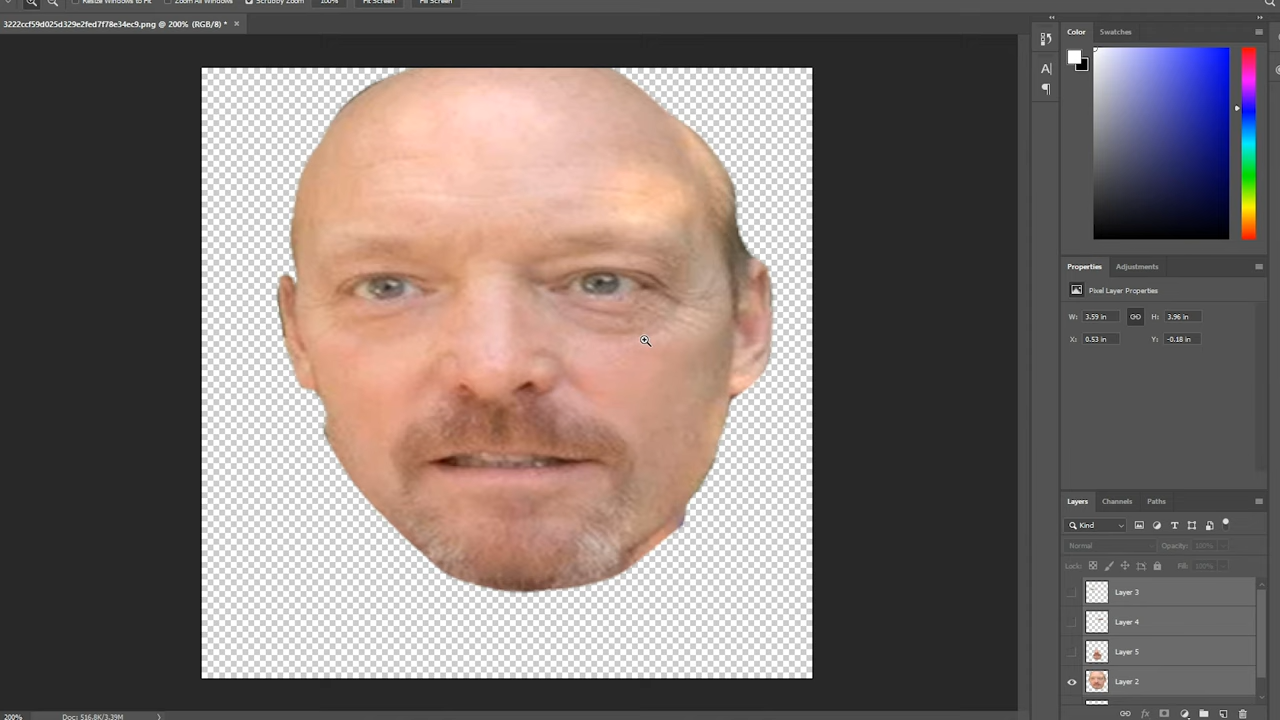 Resize Windows to Fit Zoom All Windows Scrubby Zoom 100% Fit Screen Fill Screen
3222ccf59d025d329e2fed7f78e34ec9.png @ 200% (RGB/8) * ×
Color Swatches
A|
¶
Properties Adjustments
Pixel Layer Properties
W: 3.59 in H: 3.96 in
X: 0.53 in Y: -0.18 in
Layers Channels Paths
Kind
Normal Opacity: 100%
Lock: Fill: 100%
Layer 3
Layer 4
Layer 5
Layer 2
fx
200% Doc: 516.8K/3.39M